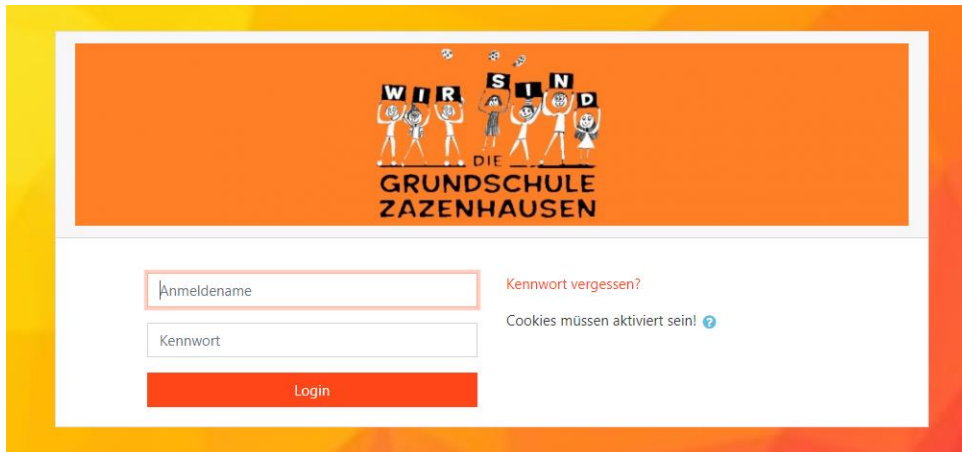 WIR SIND
DIE
GRUNDSCHULE
ZAZENHAUSEN
Anmeldename
Kennwort vergessen?
Cookies müssen aktiviert sein!
Kennwort
Login